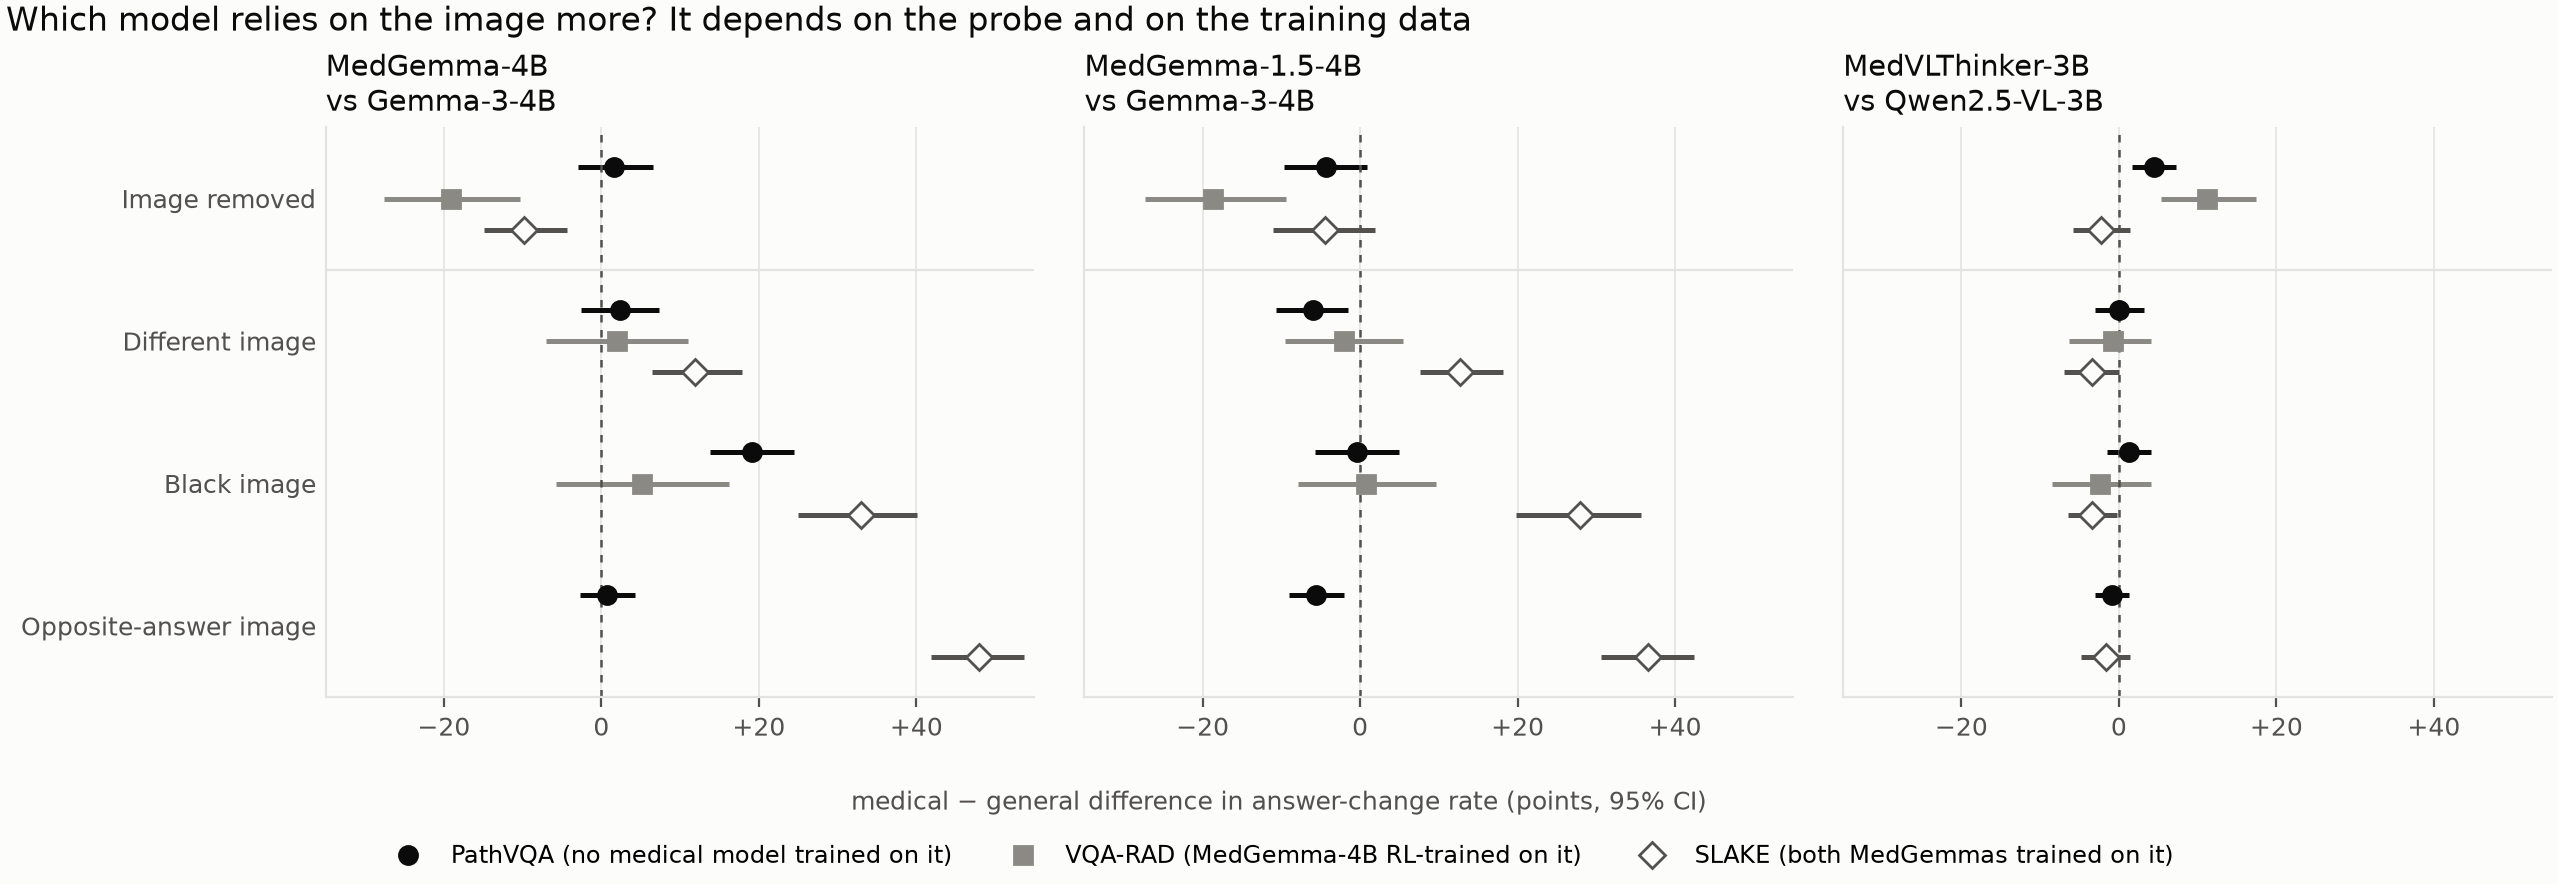 Which model relies on the image more? It depends on the probe and on the training data
MedGemma-4B
vs Gemma-3-4B
MedGemma-1.5-4B
vs Gemma-3-4B
MedVLThinker-3B
vs Qwen2.5-VL-3B
Image removed
Different image
Black image
Opposite-answer image
−20 0 +20 +40
−20 0 +20 +40
−20 0 +20 +40
medical − general difference in answer-change rate (points, 95% CI)
PathVQA (no medical model trained on it)
VQA-RAD (MedGemma-4B RL-trained on it)
SLAKE (both MedGemmas trained on it)